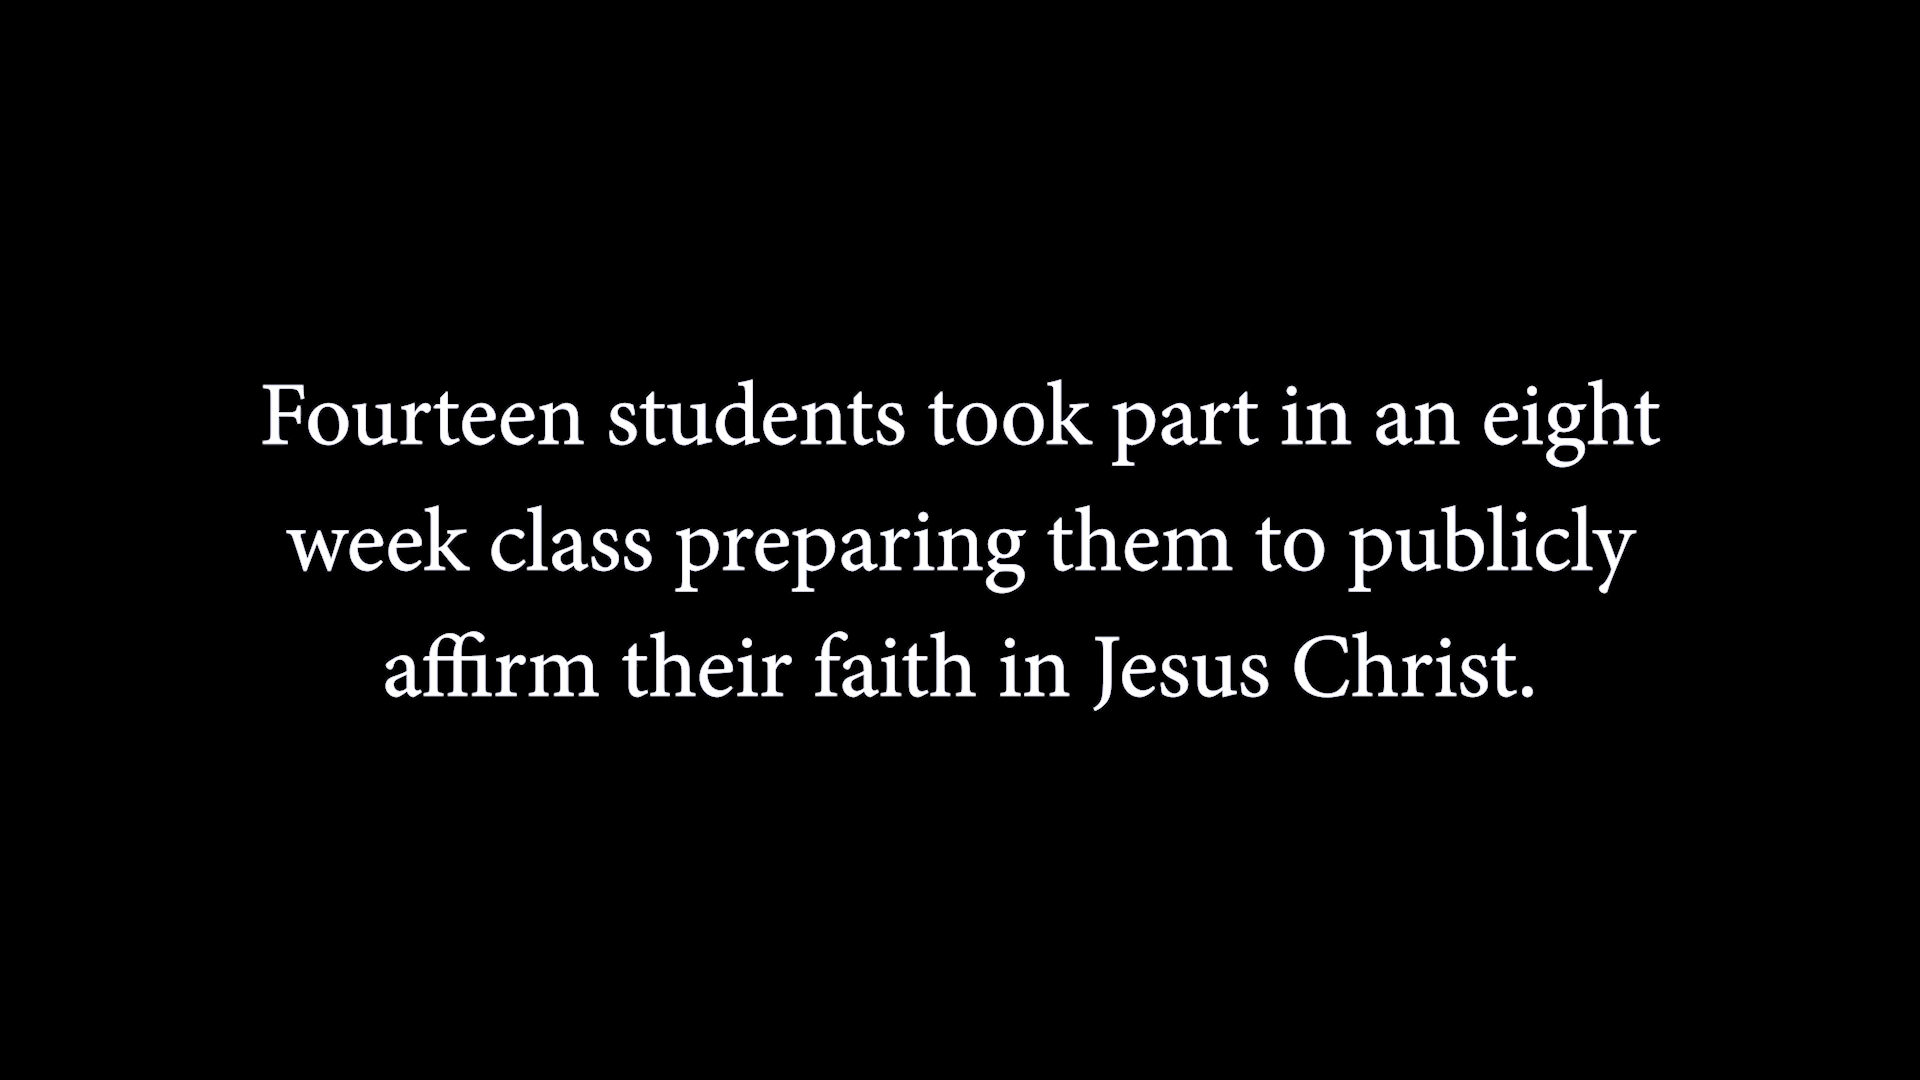 Fourteen students took part in an eight
week class preparing them to publicly
affirm their faith in Jesus Christ.